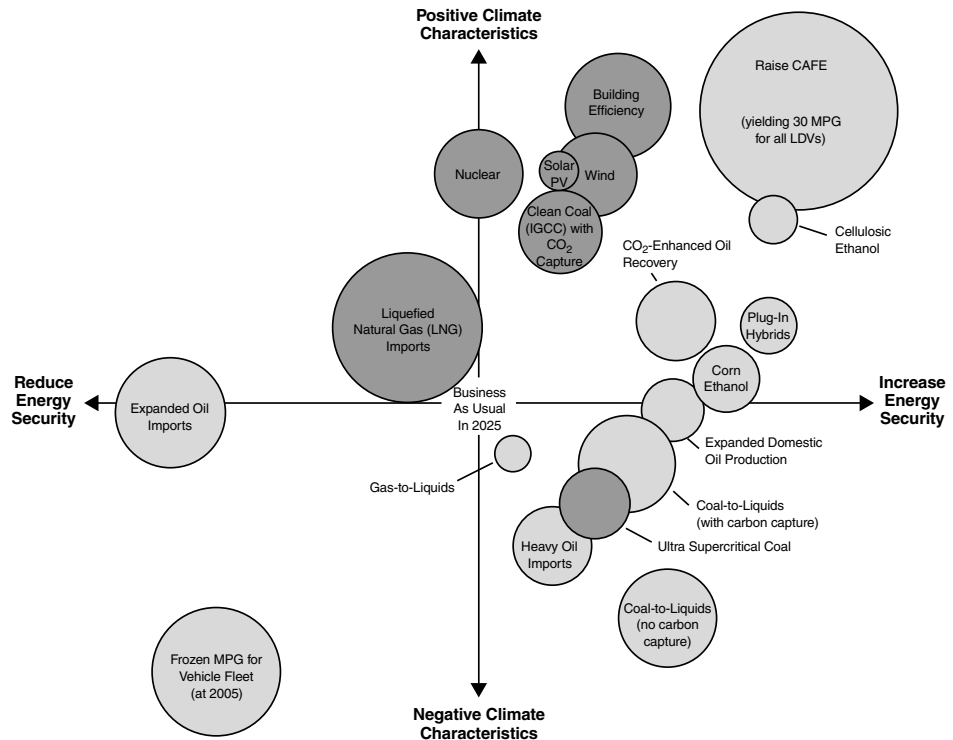 Positive Climate
Characteristics
Raise CAFE
(yielding 30 MPG
for all LDVs)
Building
Efficiency
Nuclear
Solar
PV
Wind
Clean Coal
(IGCC) with
CO2
Capture
Cellulosic
Ethanol
CO2-Enhanced Oil
Recovery
Liquefied
Natural Gas (LNG)
Imports
Plug-In
Hybrids
Corn
Ethanol
Reduce
Energy
Security
Expanded Oil
Imports
Business
As Usual
In 2025
Increase
Energy
Security
Expanded Domestic
Oil Production
Gas-to-Liquids
Coal-to-Liquids
(with carbon capture)
Heavy Oil
Imports
Ultra Supercritical Coal
Coal-to-Liquids
(no carbon
capture)
Frozen MPG for
Vehicle Fleet
(at 2005)
Negative Climate
Characteristics